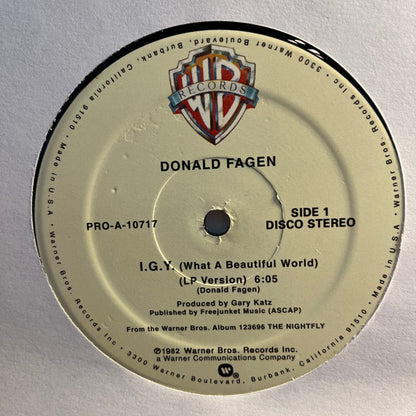 Warner Bros. Records Inc. • 3300 Warner Boulevard, Burbank, California 91510 • Made in U.S.A. • Warner Bros. Records Inc • 3300 Warner Boulevard, Burbank, California 91510 • Made in U.S.A. •
WB
RECORDS
DONALD FAGEN
PRO-A-10717
SIDE 1
DISCO STEREO
I.G.Y. (What A Beautiful World)
(LP Version) 6:05
(Donald Fagen)
Produced by Gary Katz
Published by Freejunket Music (ASCAP)
From the Warner Bros. Album 123696 THE NIGHTFLY
℗1982 Warner Bros. Records Inc.
a Warner Communications Company